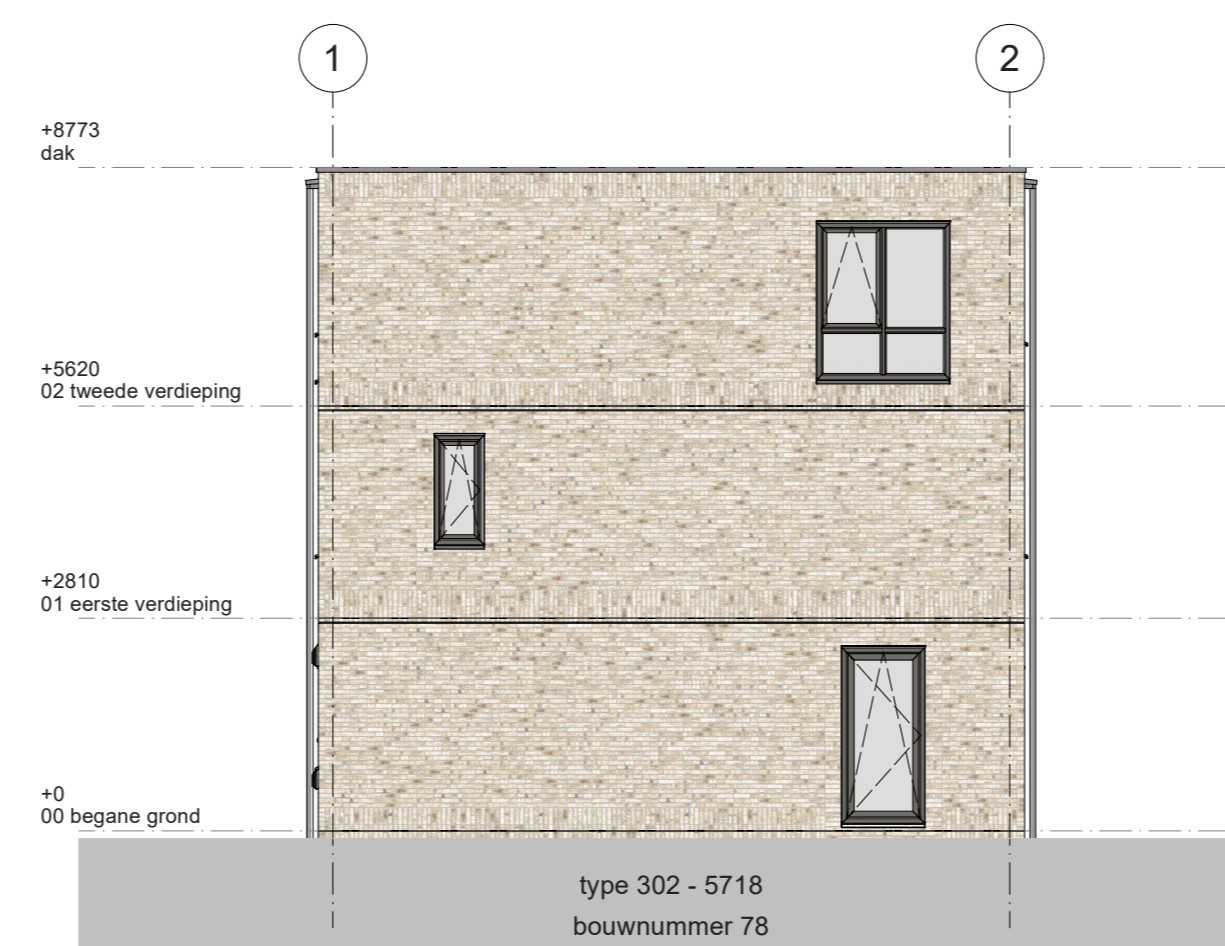 1
2
+8773
dak
+5620
02 tweede verdieping
+2810
01 eerste verdieping
+0
00 begane grond
type 302 - 5718
bouwnummer 78